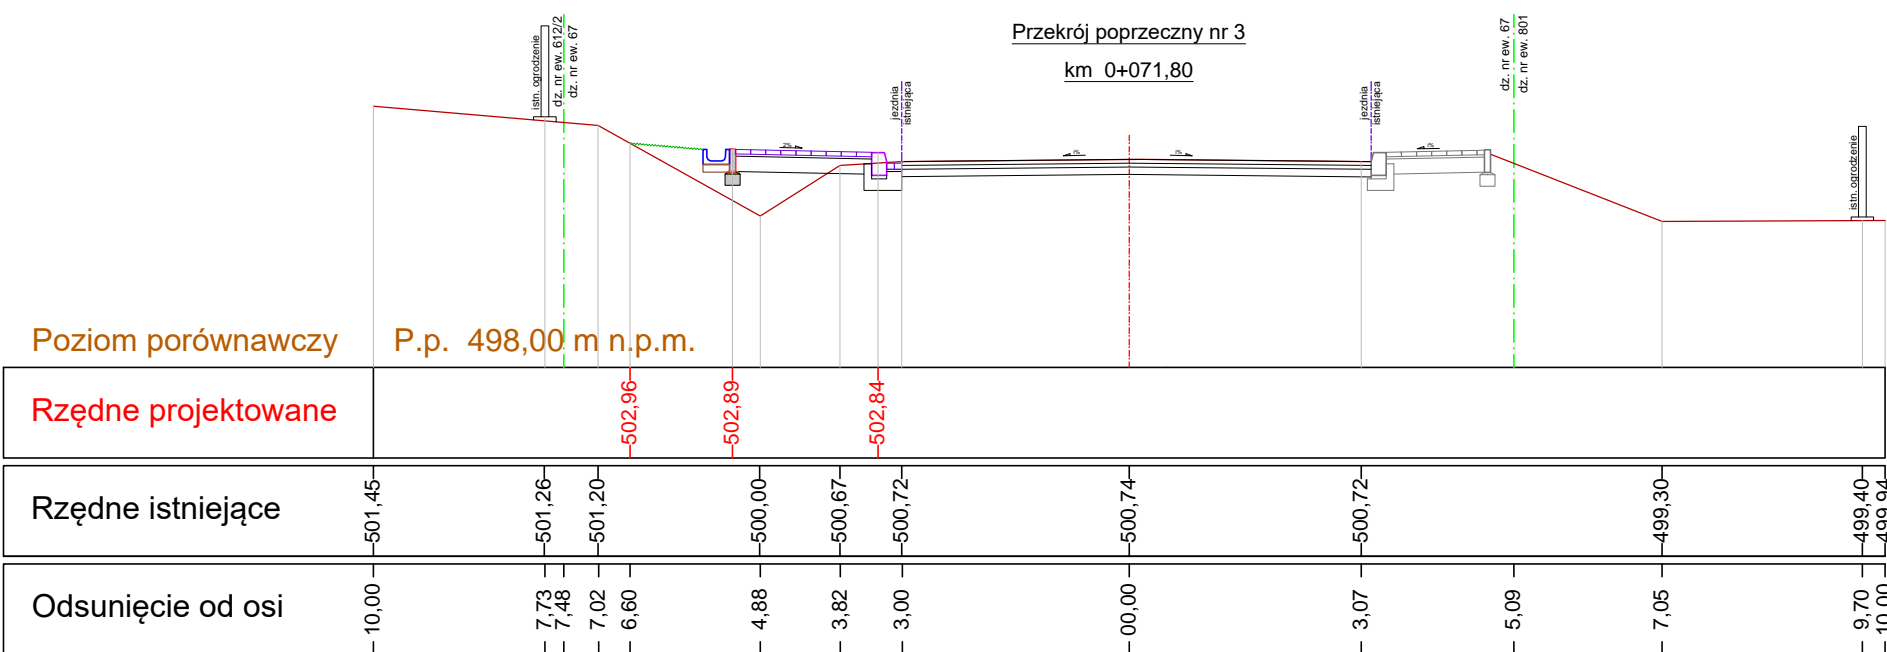 Przekrój poprzeczny nr 3
km 0+071,80
istn. ogrodzenie
dz. nr ew. 612/2
dz. nr ew. 67
jezdnia
istniejąca
jezdnia
istniejąca
dz. nr ew. 67
dz. nr ew. 801
istn. ogrodzenie
2%
i%
i%
i%
Poziom porównawczy P.p. 498,00 m n.p.m.
Rzędne projektowane 502,96 502,89 502,84
Rzędne istniejące 501,45 501,26 501,20 500,00 500,67 500,72 500,74 500,72 499,30 499,40 499,94
Odsunięcie od osi 10,00 7,73 7,48 7,02 6,60 4,88 3,82 3,00 00,00 3,07 5,09 7,05 9,70 10,00